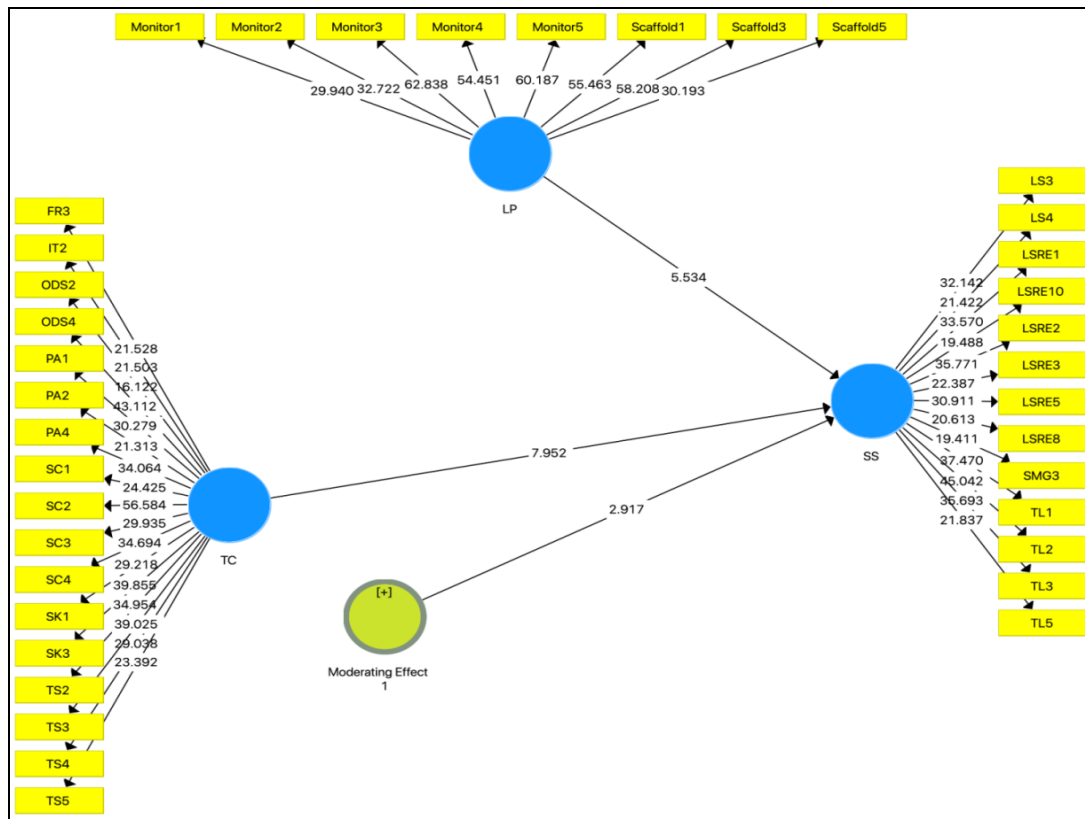 Monitor1
Monitor2
Monitor3
Monitor4
Monitor5
Scaffold1
Scaffold3
Scaffold5
29.940
32.722
62.838
54.451
60.187
55.463
58.208
30.193
LP
5.534
FR3
IT2
ODS2
ODS4
PA1
PA2
PA4
SC1
SC2
SC3
SC4
SK1
SK3
TS2
TS3
TS4
TS5
21.528
21.503
16.122
43.112
30.279
21.313
34.064
24.425
56.584
29.935
34.694
29.218
39.855
34.954
39.025
29.038
23.392
TC
7.952
2.917
[+]
Moderating Effect
1
SS
32.142
21.422
33.570
19.488
35.771
22.387
30.911
20.613
19.411
37.470
45.042
35.693
21.837
LS3
LS4
LSRE1
LSRE10
LSRE2
LSRE3
LSRE5
LSRE8
SMG3
TL1
TL2
TL3
TL5